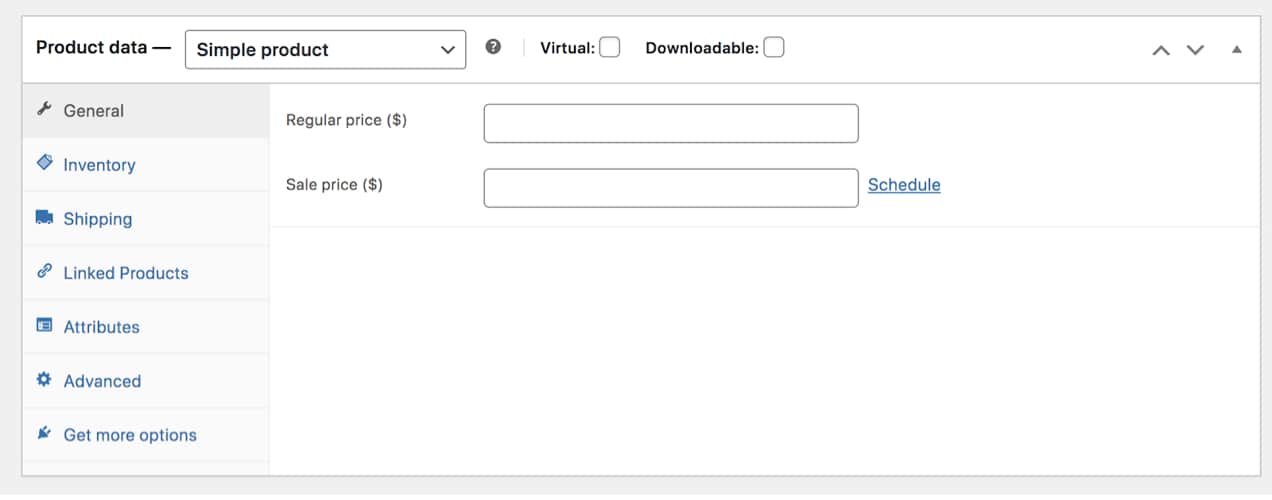 Product data — Simple product ? Virtual: Downloadable:
General
Regular price ($)
Inventory
Sale price ($) Schedule
Shipping
Linked Products
Attributes
Advanced
Get more options